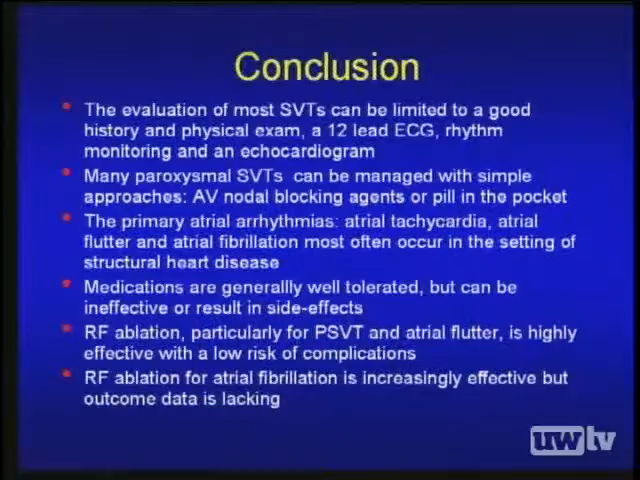 Conclusion
The evaluation of most SVTs can be limited to a good
history and physical exam, a 12 lead ECG, rhythm
monitoring and an echocardiogram
Many paroxysmal SVTs can be managed with simple
approaches: AV nodal blocking agents or pill in the pocket
The primary atrial arrhythmias: atrial tachycardia, atrial
flutter and atrial fibrillation most often occur in the setting of
structural heart disease
Medications are generallly well tolerated, but can be
ineffective or result in side-effects
RF ablation, particularly for PSVT and atrial flutter, is highly
effective with a low risk of complications
RF ablation for atrial fibrillation is increasingly effective but
outcome data is lacking
uwtv